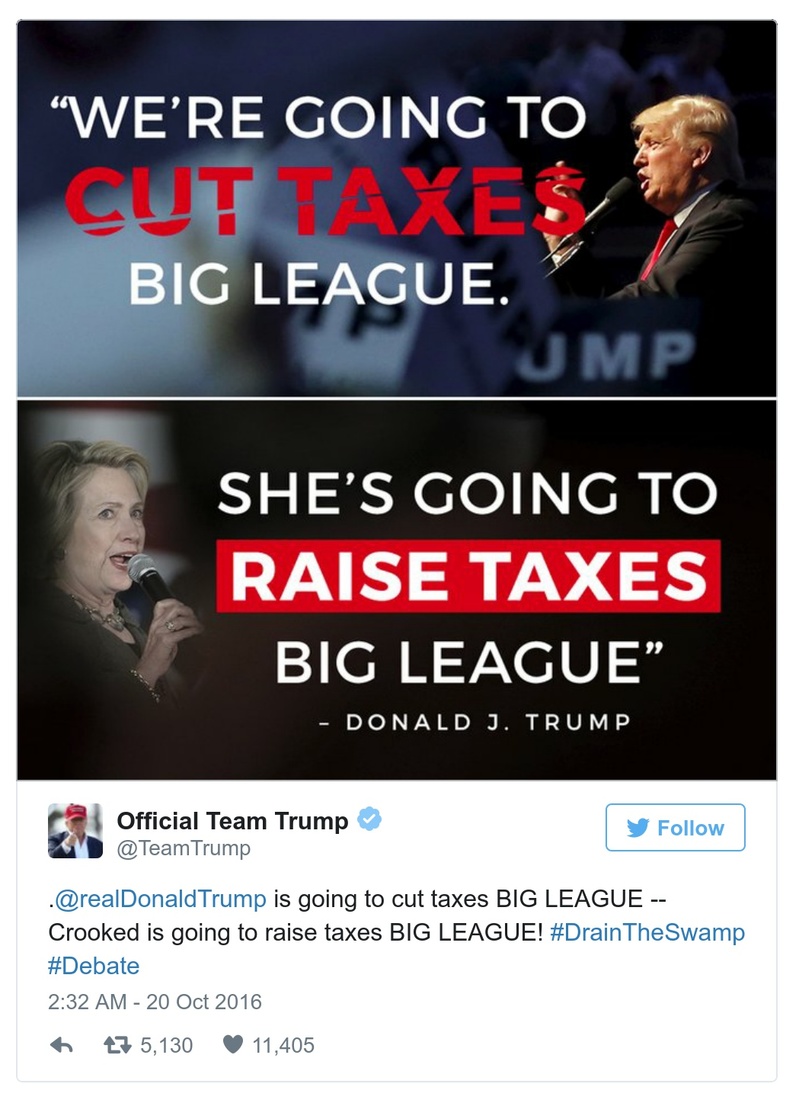 “WE’RE GOING TO
CUT TAXES
BIG LEAGUE.
UMP
SHE’S GOING TO
RAISE TAXES
BIG LEAGUE”
– DONALD J. TRUMP
Official Team Trump
@TeamTrump
Follow
.@realDonaldTrump is going to cut taxes BIG LEAGUE --
Crooked is going to raise taxes BIG LEAGUE! #DrainTheSwamp
#Debate
2:32 AM - 20 Oct 2016
5,130 11,405